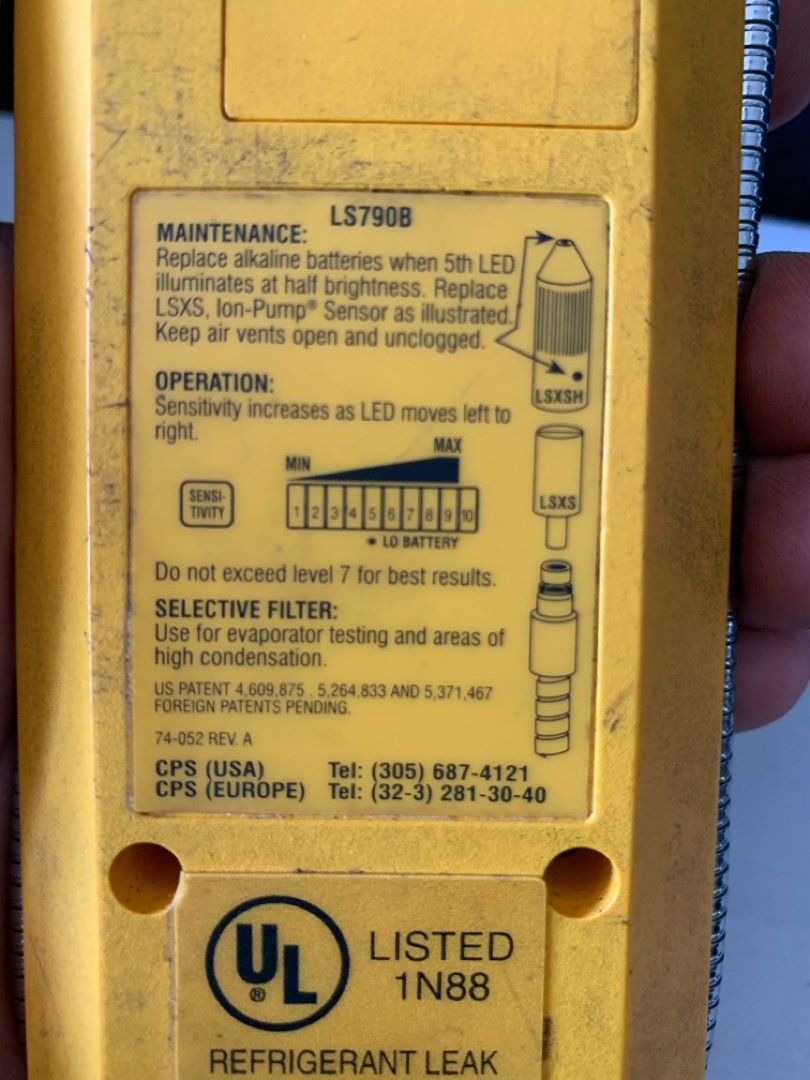 LS790B
MAINTENANCE:
Replace alkaline batteries when 5th LED
illuminates at half brightness. Replace
LSXS, Ion-Pump® Sensor as illustrated.
Keep air vents open and unclogged.
LSXSH
OPERATION:
Sensitivity increases as LED moves left to
right.
MIN MAX
SENSI-
TIVITY
1 2 3 4 5 6 7 8 9 10
* LO BATTERY
LSXS
Do not exceed level 7 for best results.
SELECTIVE FILTER:
Use for evaporator testing and areas of
high condensation.
US PATENT 4,609,875 . 5,264,833 AND 5,371,467
FOREIGN PATENTS PENDING.
74-052 REV. A
CPS (USA) Tel: (305) 687-4121
CPS (EUROPE) Tel: (32-3) 281-30-40
UL ®
LISTED
1N88
REFRIGERANT LEAK